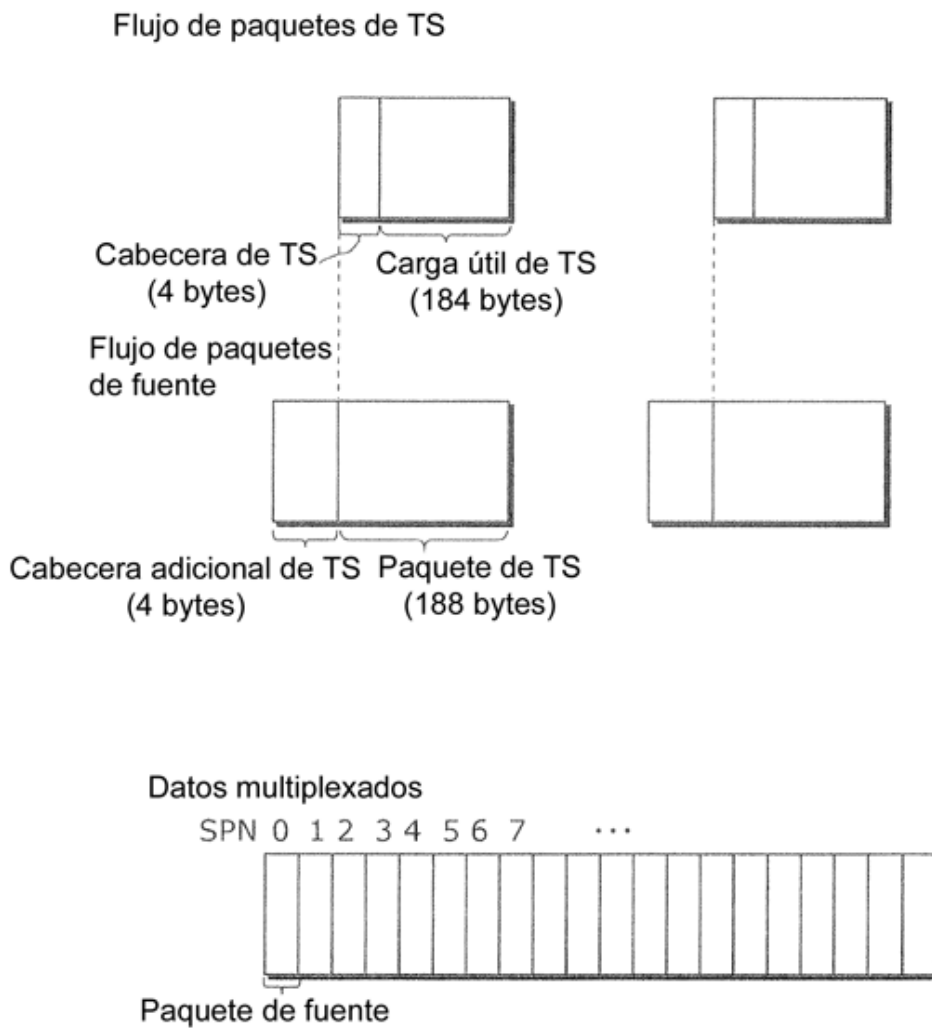 Flujo de paquetes de TS
Cabecera de TS
(4 bytes)
Carga útil de TS
(184 bytes)
Flujo de paquetes
de fuente
Cabecera adicional de TS
(4 bytes)
Paquete de TS
(188 bytes)
Datos multiplexados
SPN 0 1 2 3 4 5 6 7 ...
Paquete de fuente